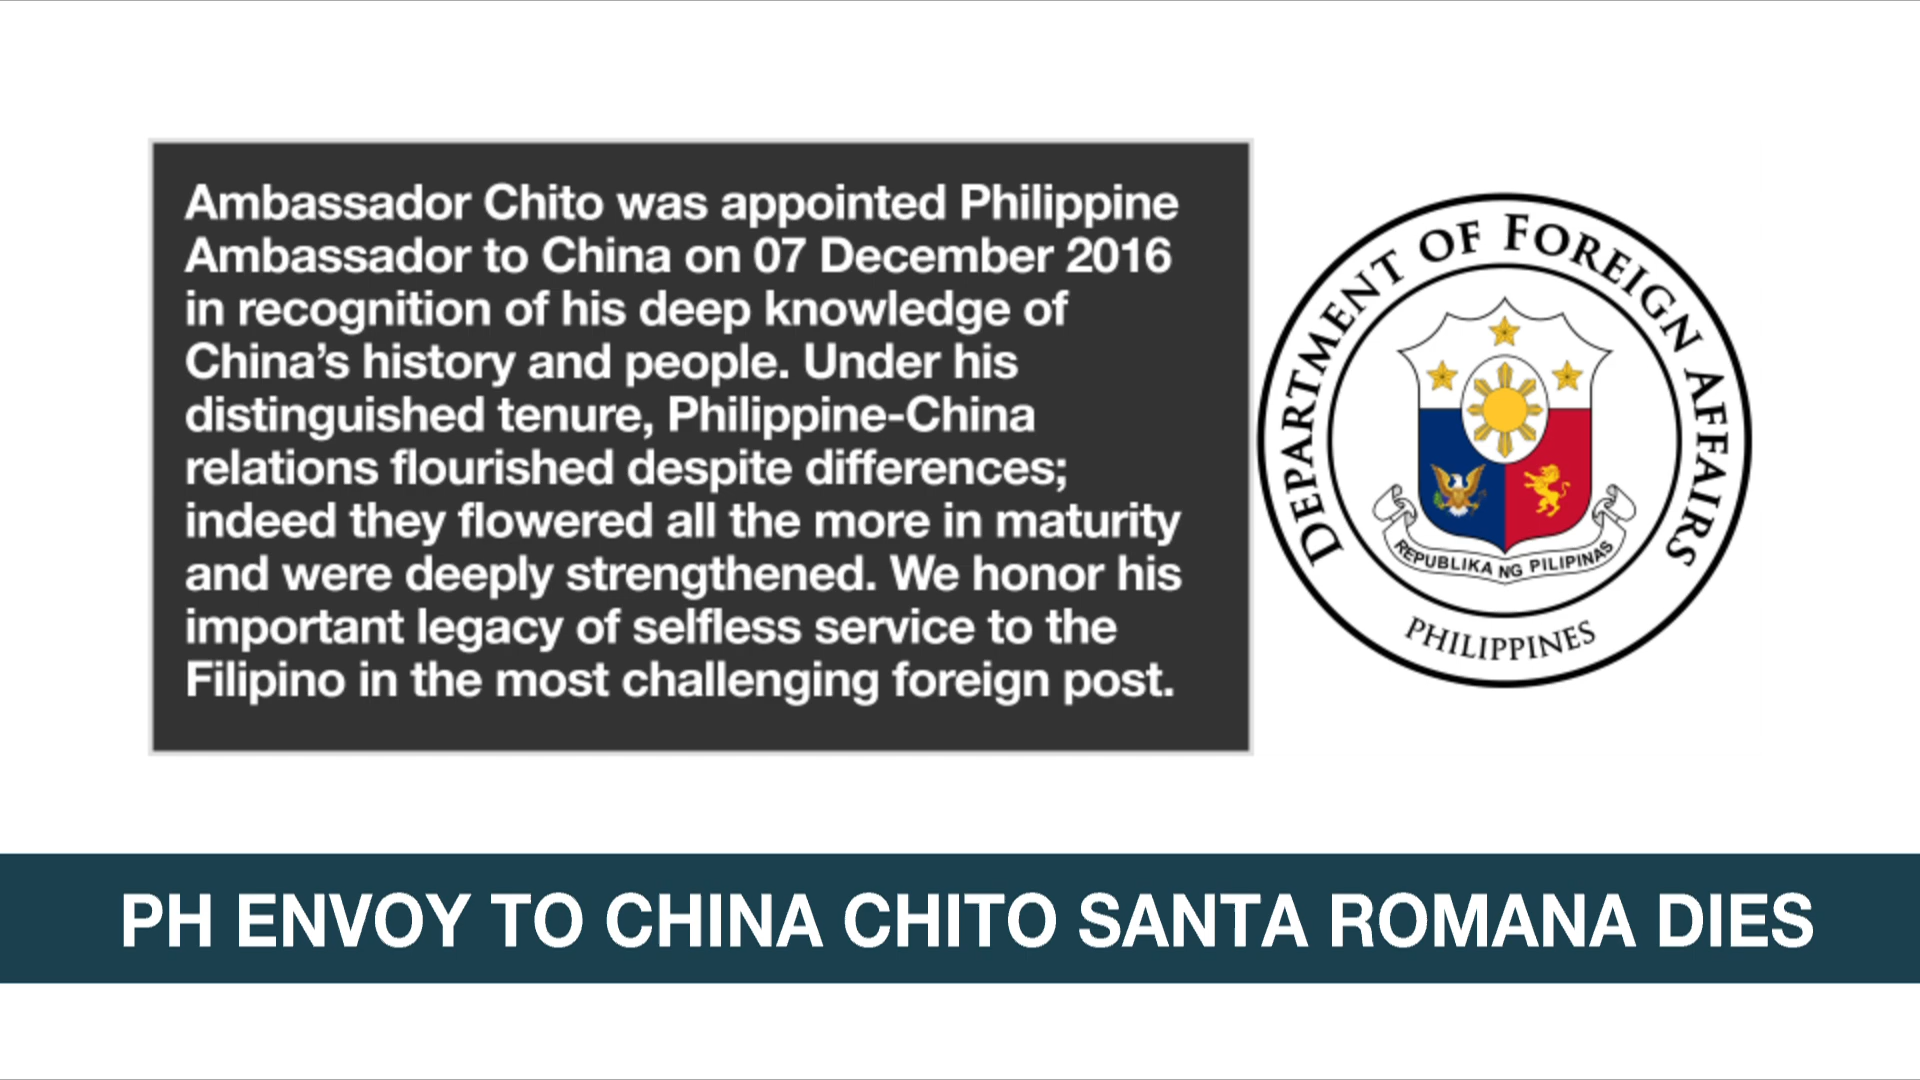 Ambassador Chito was appointed Philippine
Ambassador to China on 07 December 2016
in recognition of his deep knowledge of
China’s history and people. Under his
distinguished tenure, Philippine-China
relations flourished despite differences;
indeed they flowered all the more in maturity
and were deeply strengthened. We honor his
important legacy of selfless service to the
Filipino in the most challenging foreign post.
DEPARTMENT OF FOREIGN AFFAIRS
REPUBLIKA NG PILIPINAS
PHILIPPINES
PH ENVOY TO CHINA CHITO SANTA ROMANA DIES